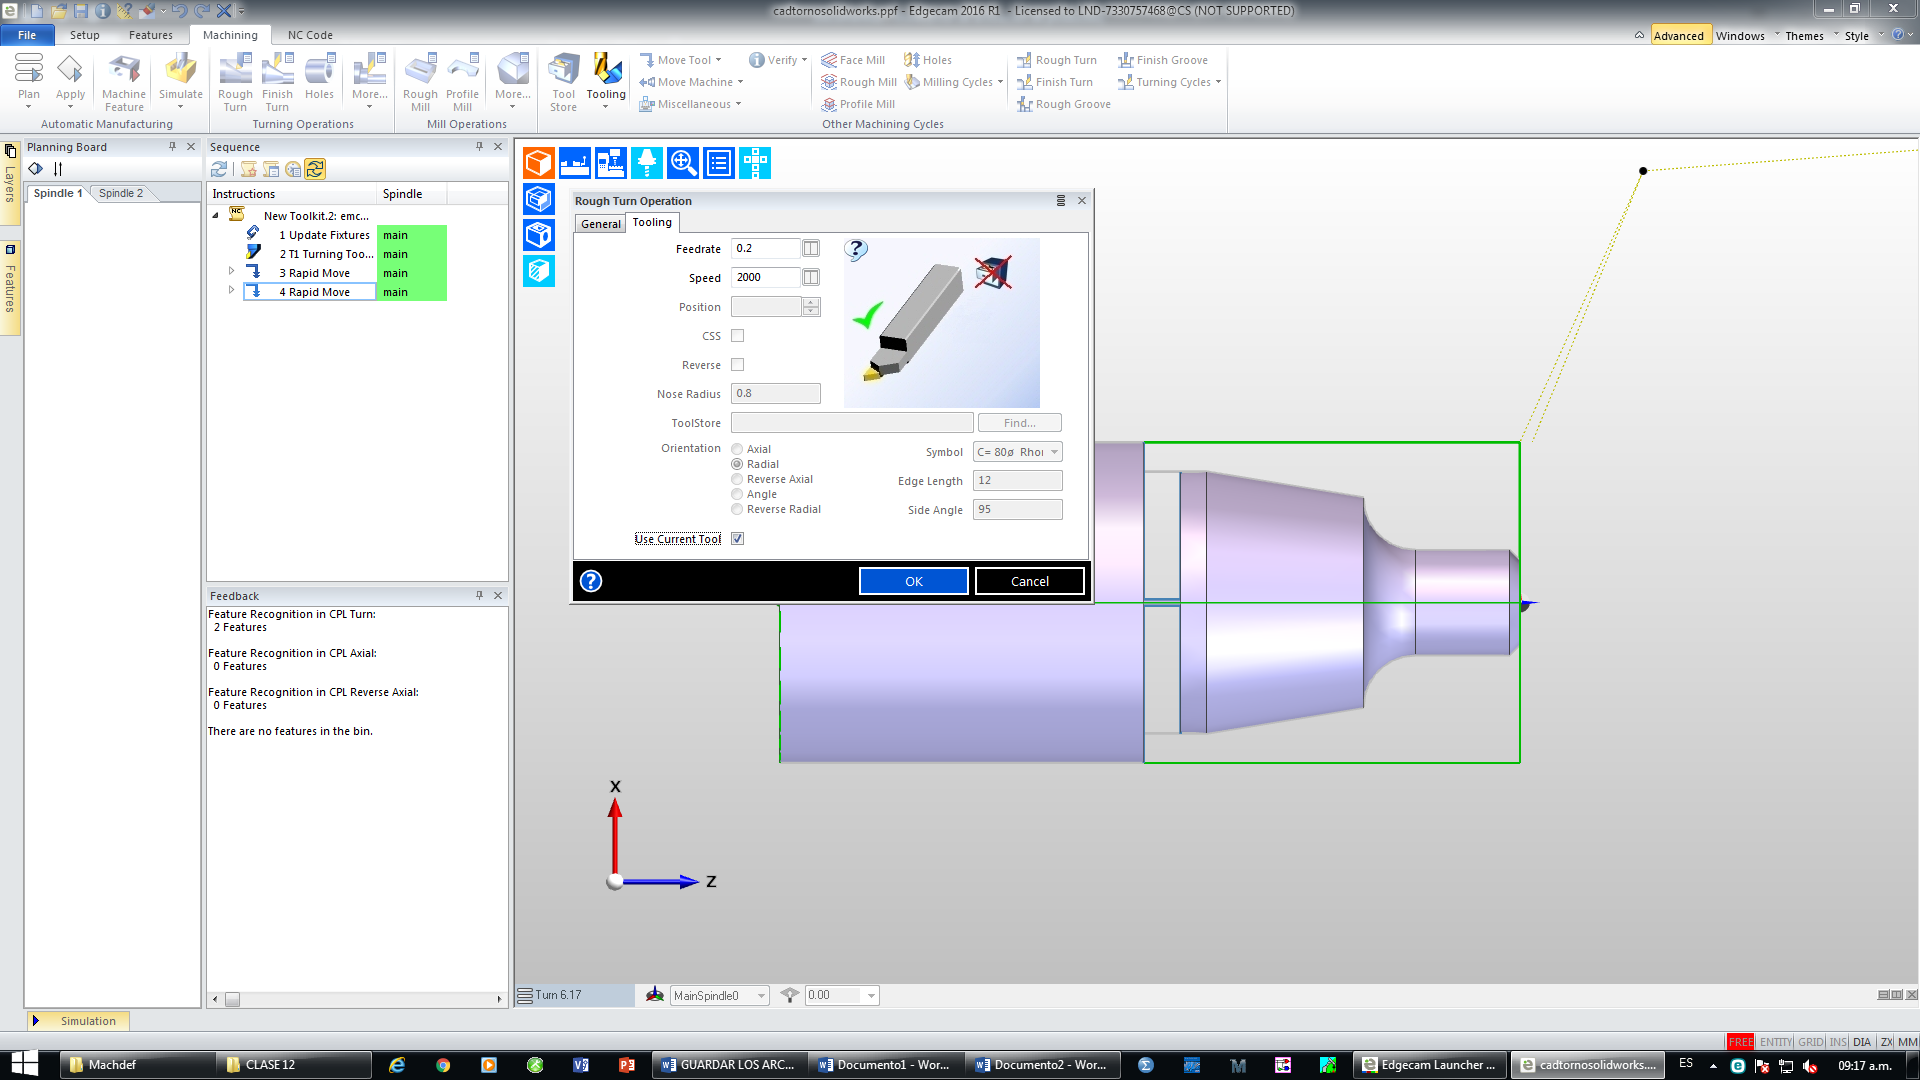 cadtornosolidworks.ppf - Edgecam 2016 R1 - Licensed to LND-7330757468@CS (NOT SUPPORTED)
File Setup Features Machining NC Code
Advanced Windows Themes Style
Plan Apply Machine Feature Simulate
Automatic Manufacturing
Rough Turn Finish Turn Holes More...
Turning Operations
Rough Mill Profile Mill More...
Mill Operations
Tool Store Tooling
Move Tool Verify Face Mill Holes Rough Turn Finish Groove
Move Machine Rough Mill Milling Cycles Finish Turn Turning Cycles
Miscellaneous Profile Mill Rough Groove
Other Machining Cycles
Layers
Features
Planning Board
Spindle 1 Spindle 2
Sequence
Instructions Spindle
New Toolkit.2: emc...
1 Update Fixtures main
2 T1 Turning Too... main
3 Rapid Move main
4 Rapid Move main
Feedback
Feature Recognition in CPL Turn:
2 Features
Feature Recognition in CPL Axial:
0 Features
Feature Recognition in CPL Reverse Axial:
0 Features
There are no features in the bin.
Rough Turn Operation
General Tooling
Feedrate 0.2
Speed 2000
Position
CSS
Reverse
Nose Radius 0.8
ToolStore Find...
Orientation Axial
Radial
Reverse Axial
Angle
Reverse Radial
Symbol C= 80ø Rhoi
Edge Length 12
Side Angle 95
Use Current Tool
OK Cancel
X
Z
Turn 6.17 MainSpindle0 0.00
Simulation
FREE ENTITY GRID INS DIA ZX MM
Machdef CLASE 12 GUARDAR LOS ARC... Documento1 - Wor... Documento2 - Wor... Edgecam Launcher ... cadtornosolidworks.... ES 09:17 a.m.